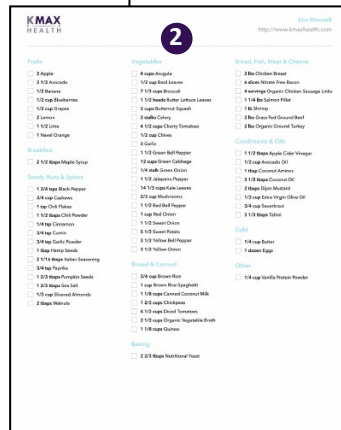 KMAX
HEALTH
2
Kim Maxwell
http://www.kmaxhealth.com
Fruits
2 Apple
3 1/2 Avocado
1/2 Banana
1/2 cup Blueberries
1/2 cup Grapes
2 Lemon
1 1/2 Lime
1 Navel Orange
Breakfast
2 1/2 tbsps Maple Syrup
Seeds, Nuts & Spices
1 3/4 tsps Black Pepper
3/4 cup Cashews
1 tsp Chili Flakes
1 1/2 tbsps Chili Powder
1/4 tsp Cinnamon
3/4 tsp Cumin
3/4 tsp Garlic Powder
1 tbsp Hemp Seeds
2 1/16 tbsps Italian Seasoning
3/4 tsp Paprika
1 2/3 tbsps Pumpkin Seeds
1 2/3 tbsps Sea Salt
1/3 cup Slivered Almonds
2 tbsps Walnuts
Vegetables
4 cups Arugula
1/2 cup Basil Leaves
7 1/3 cups Broccoli
1 1/2 heads Butter Lettuce Leaves
3 cups Butternut Squash
2 stalks Celery
4 1/2 cups Cherry Tomatoes
1/2 cup Chives
3 Garlic
1 1/2 Green Bell Pepper
12 cups Green Cabbage
1/4 stalk Green Onion
1 1/2 Jalapeno Pepper
14 1/3 cups Kale Leaves
3/3 cup Mushrooms
1 1/2 Red Bell Pepper
1 cup Red Onion
1 1/2 Sweet Onion
5 1/3 Sweet Potato
3 1/2 Yellow Bell Pepper
3 1/2 Yellow Onion
Boxed & Canned
3/4 cup Brown Rice
1 cup Brown Rice Spaghetti
1 1/8 cups Canned Coconut Milk
1 2/3 cups Chickpeas
4 1/2 cups Diced Tomatoes
2 1/2 cups Organic Vegetable Broth
1 1/8 cups Quinoa
Baking
2 2/3 tbsps Nutritional Yeast
Bread, Fish, Meat & Cheese
2 lbs Chicken Breast
4 slices Nitrate Free Bacon
4 servings Organic Chicken Sausage Links
1 1/4 lbs Salmon Fillet
1 lb Shrimp
3 lbs Grass Fed Ground Beef
2 lbs Organic Ground Turkey
Condiments & Oils
1 1/2 tbsps Apple Cider Vinegar
1/2 cup Avocado Oil
1 tbsp Coconut Aminos
2 1/3 tbsps Coconut Oil
2 tbsps Dijon Mustard
1/2 cup Extra Virgin Olive Oil
3/4 cup Sauerkraut
3 1/3 tbsps Tahini
Cold
1/4 cup Butter
1 dozen Eggs
Other
1/4 cup Vanilla Protein Powder